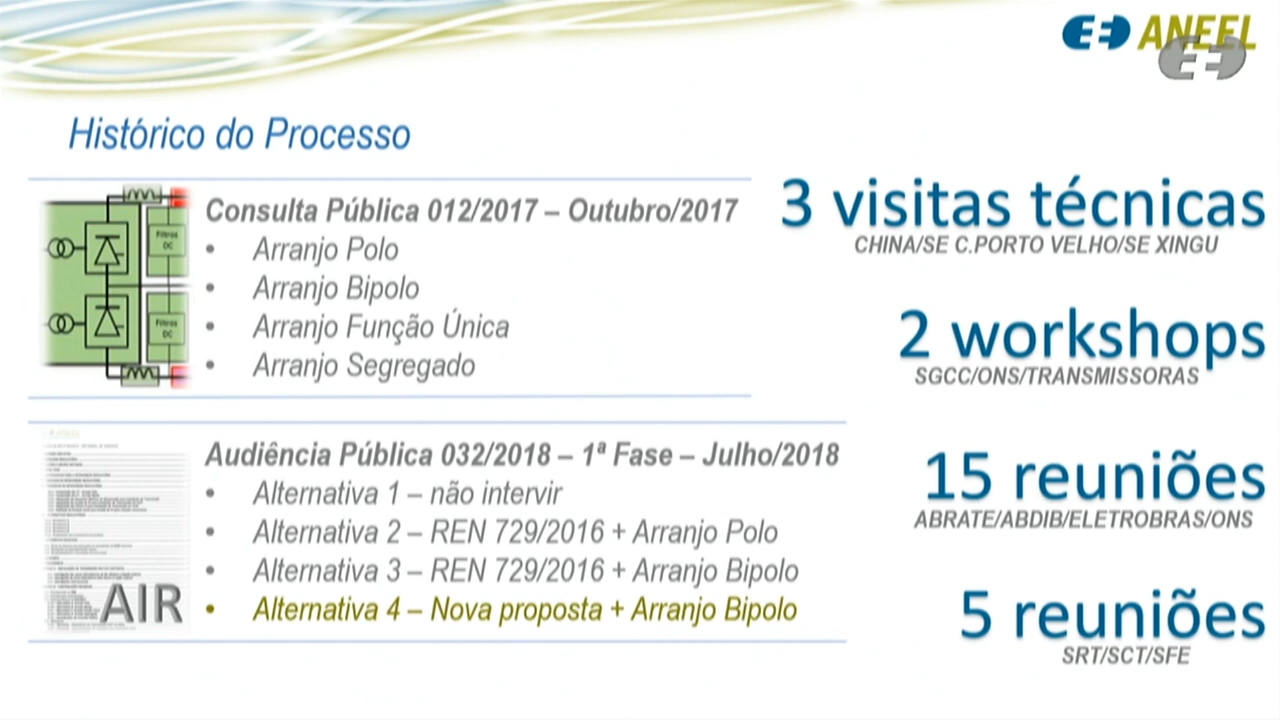 ANEEL
Histórico do Processo
Consulta Pública 012/2017 – Outubro/2017
• Arranjo Polo
• Arranjo Bipolo
• Arranjo Função Única
• Arranjo Segregado
Filtros
DC
Filtros
DC
Audiência Pública 032/2018 – 1ª Fase – Julho/2018
• Alternativa 1 – não intervir
• Alternativa 2 – REN 729/2016 + Arranjo Polo
• Alternativa 3 – REN 729/2016 + Arranjo Bipolo
• Alternativa 4 – Nova proposta + Arranjo Bipolo
AIR
3 visitas técnicas
CHINA/SE C.PORTO VELHO/SE XINGU
2 workshops
SGCC/ONS/TRANSMISSORAS
15 reuniões
ABRATE/ABDIB/ELETROBRAS/ONS
5 reuniões
SRT/SCT/SFE